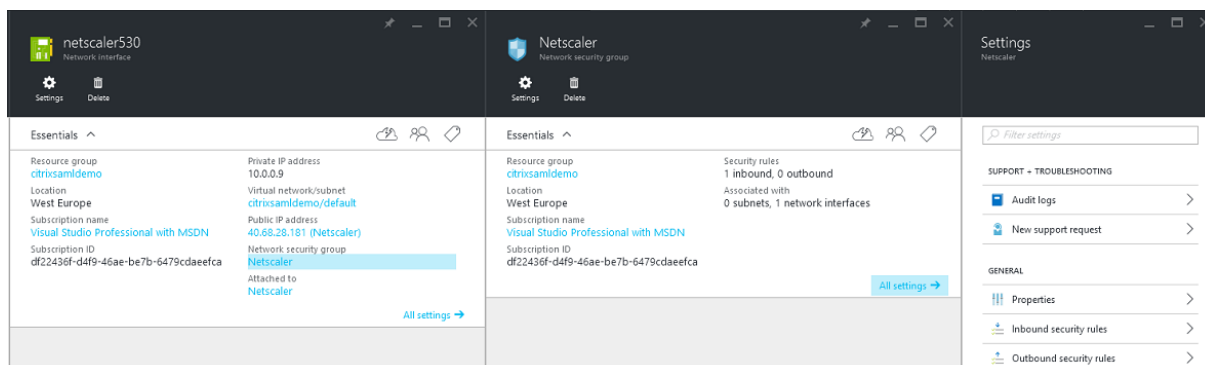 netscaler530
Network interface
Settings Delete
Essentials
Resource group
citrixsamldemo
Location
West Europe
Subscription name
Visual Studio Professional with MSDN
Subscription ID
df22436f-d4f9-46ae-be7b-6479cdaeefca
Private IP address
10.0.0.9
Virtual network/subnet
citrixsamldemo/default
Public IP address
40.68.28.181 (Netscaler)
Network security group
Netscaler
Attached to
Netscaler
All settings →
Netscaler
Network security group
Settings Delete
Essentials
Resource group
citrixsamldemo
Location
West Europe
Subscription name
Visual Studio Professional with MSDN
Subscription ID
df22436f-d4f9-46ae-be7b-6479cdaeefca
Security rules
1 inbound, 0 outbound
Associated with
0 subnets, 1 network interfaces
All settings →
Settings
Netscaler
Filter settings
SUPPORT + TROUBLESHOOTING
Audit logs
New support request
GENERAL
Properties
Inbound security rules
Outbound security rules